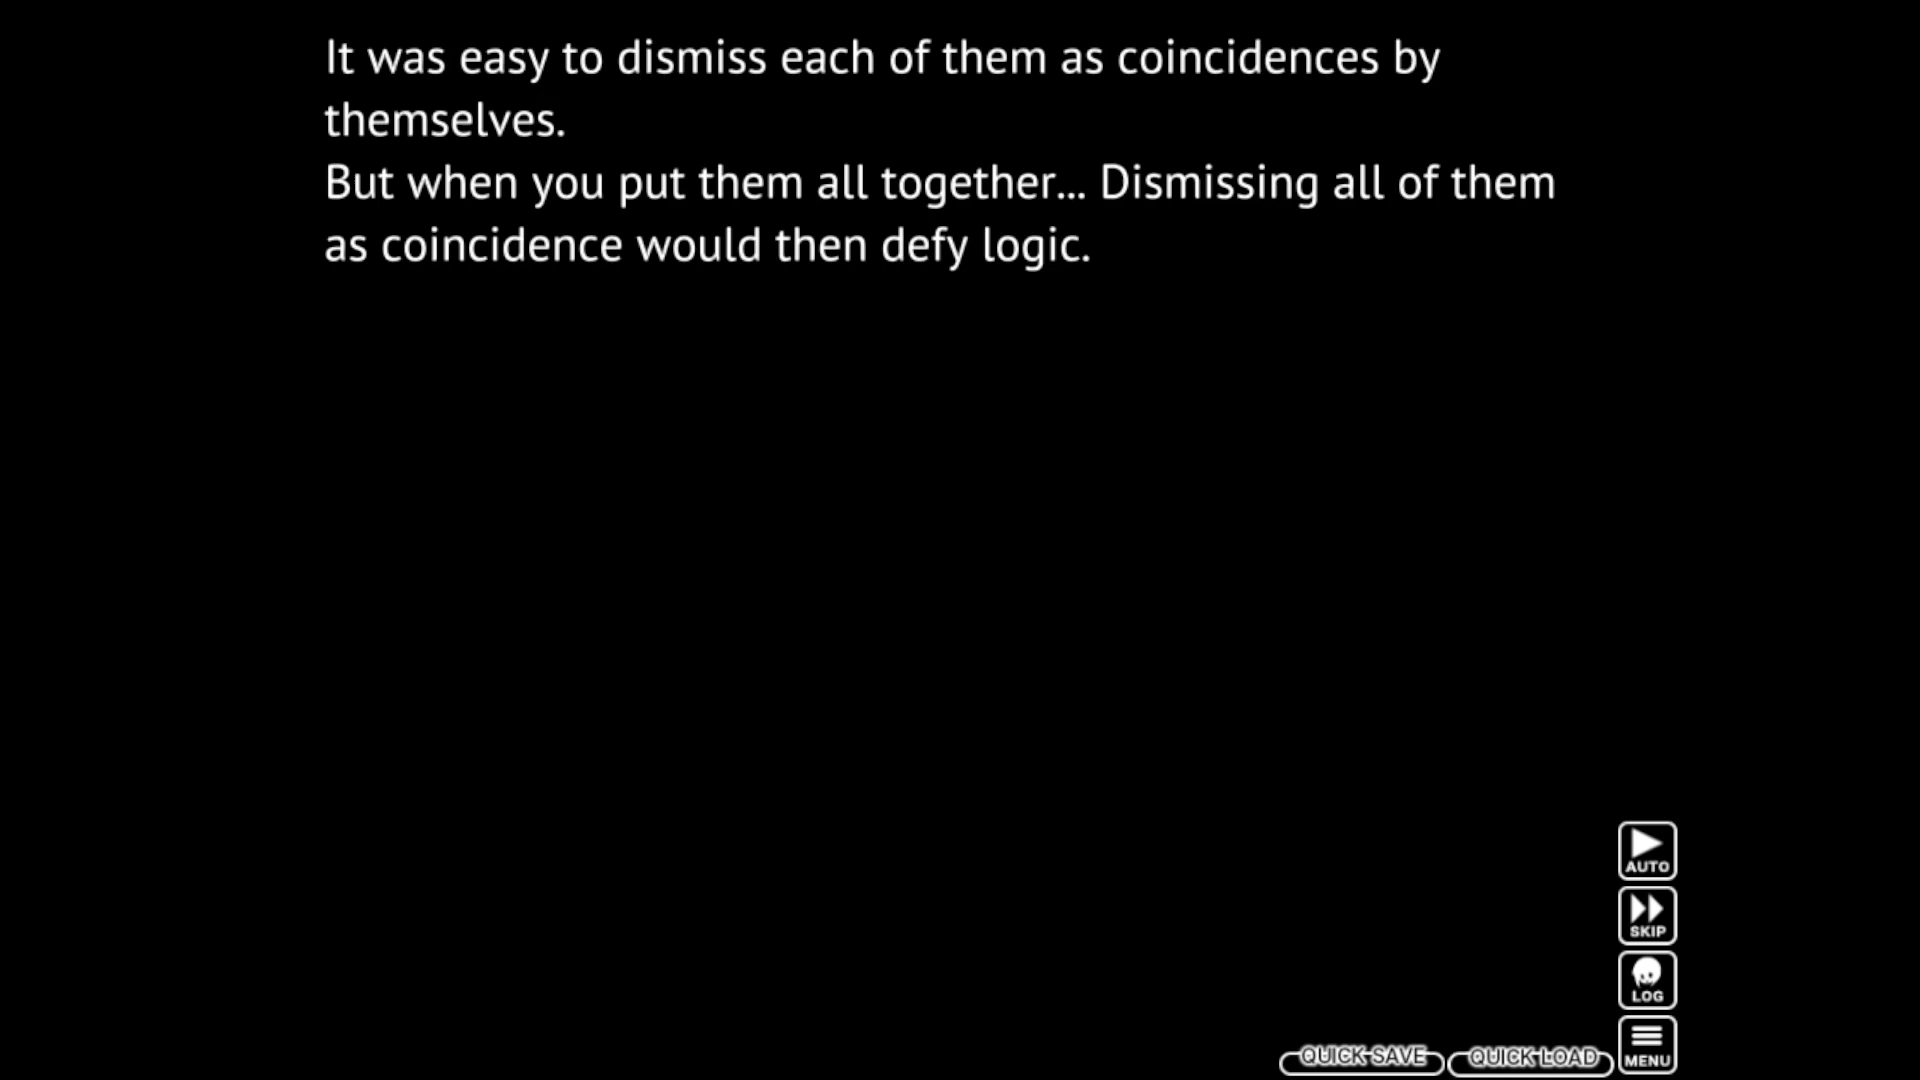 It was easy to dismiss each of them as coincidences by
themselves.
But when you put them all together... Dismissing all of them
as coincidence would then defy logic.
AUTO
SKIP
LOG
MENU
QUICK SAVE
QUICK LOAD